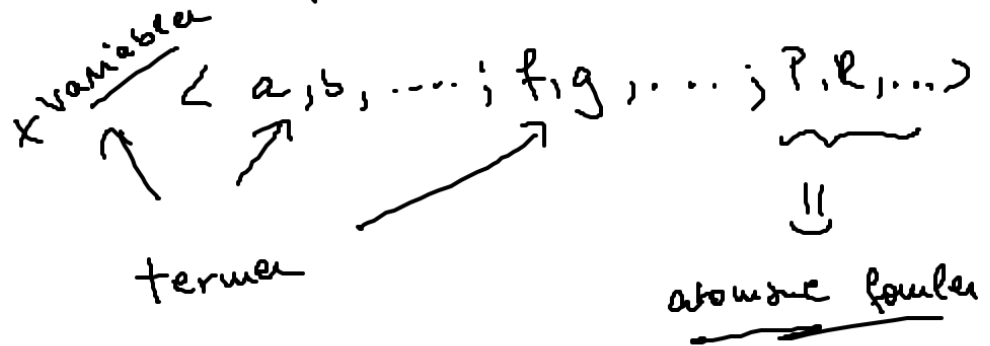 x variabler
< a, b, ....; f, g, ....; P, R, ...>
termer
atomære formler